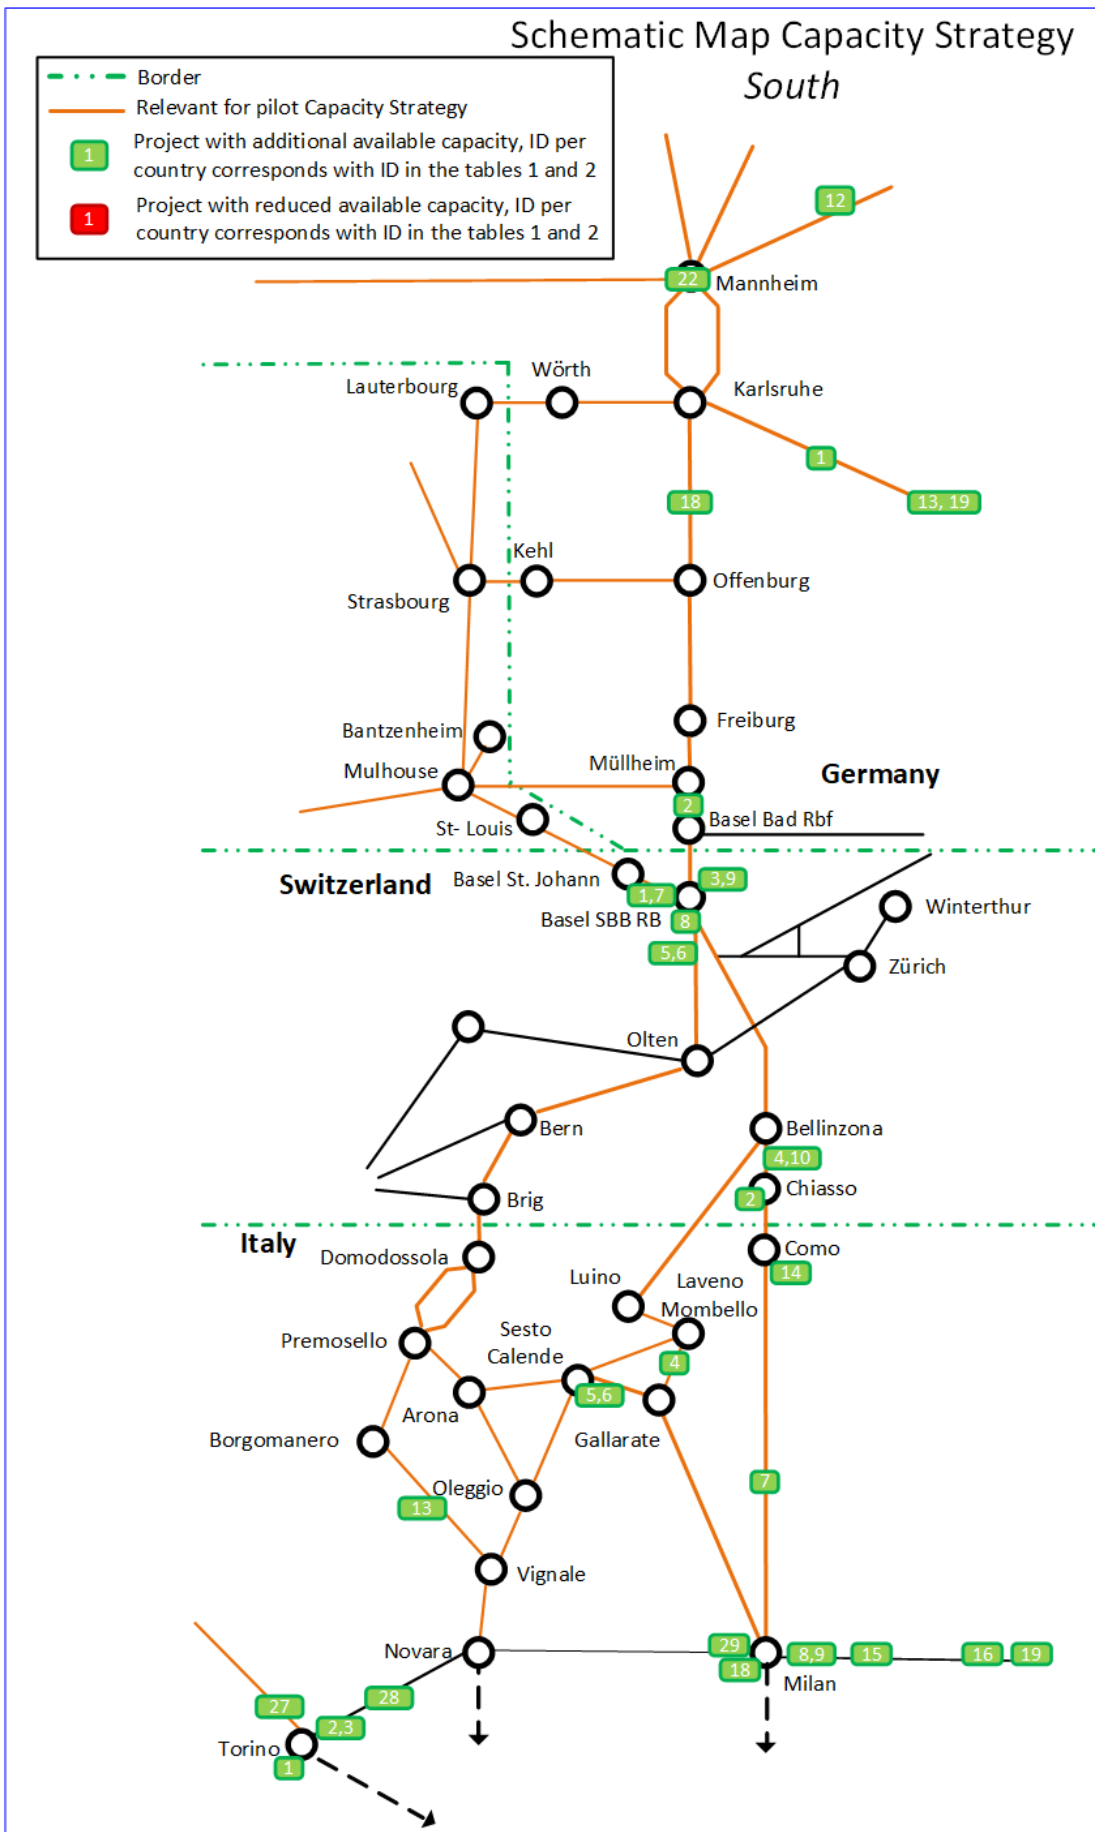 Schematic Map Capacity Strategy
South
Border
Relevant for pilot Capacity Strategy
1
Project with additional available capacity, ID per
country corresponds with ID in the tables 1 and 2
1
Project with reduced available capacity, ID per
country corresponds with ID in the tables 1 and 2
12
22
Mannheim
Wörth
Lauterbourg
Karlsruhe
1
18
13, 19
Kehl
Offenburg
Strasbourg
Freiburg
Bantzenheim
Müllheim
Mulhouse
Germany
2
Basel Bad Rbf
St- Louis
Switzerland
Basel St. Johann
3,9
1,7
Basel SBB RB
8
Winterthur
5,6
Zürich
Olten
Bern
Bellinzona
4,10
Chiasso
2
Brig
Italy
Domodossola
Como
14
Luino
Laveno
Mombello
Premosello
Sesto
Calende
4
5,6
Arona
Borgomanero
Gallarate
Oleggio
7
13
Vignale
Novara
29
8,9
15
16
19
18
Milan
28
27
2,3
Torino
1